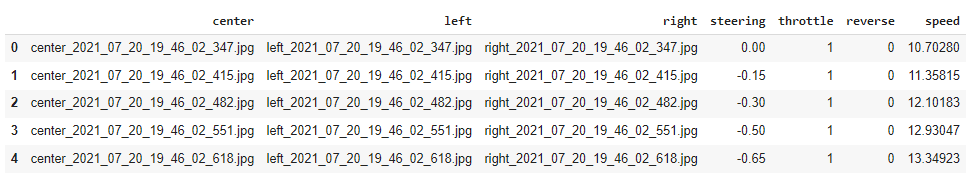 center left right steering throttle reverse speed
0 center_2021_07_20_19_46_02_347.jpg left_2021_07_20_19_46_02_347.jpg right_2021_07_20_19_46_02_347.jpg 0.00 1 0 10.70280
1 center_2021_07_20_19_46_02_415.jpg left_2021_07_20_19_46_02_415.jpg right_2021_07_20_19_46_02_415.jpg -0.15 1 0 11.35815
2 center_2021_07_20_19_46_02_482.jpg left_2021_07_20_19_46_02_482.jpg right_2021_07_20_19_46_02_482.jpg -0.30 1 0 12.10183
3 center_2021_07_20_19_46_02_551.jpg left_2021_07_20_19_46_02_551.jpg right_2021_07_20_19_46_02_551.jpg -0.50 1 0 12.93047
4 center_2021_07_20_19_46_02_618.jpg left_2021_07_20_19_46_02_618.jpg right_2021_07_20_19_46_02_618.jpg -0.65 1 0 13.34923